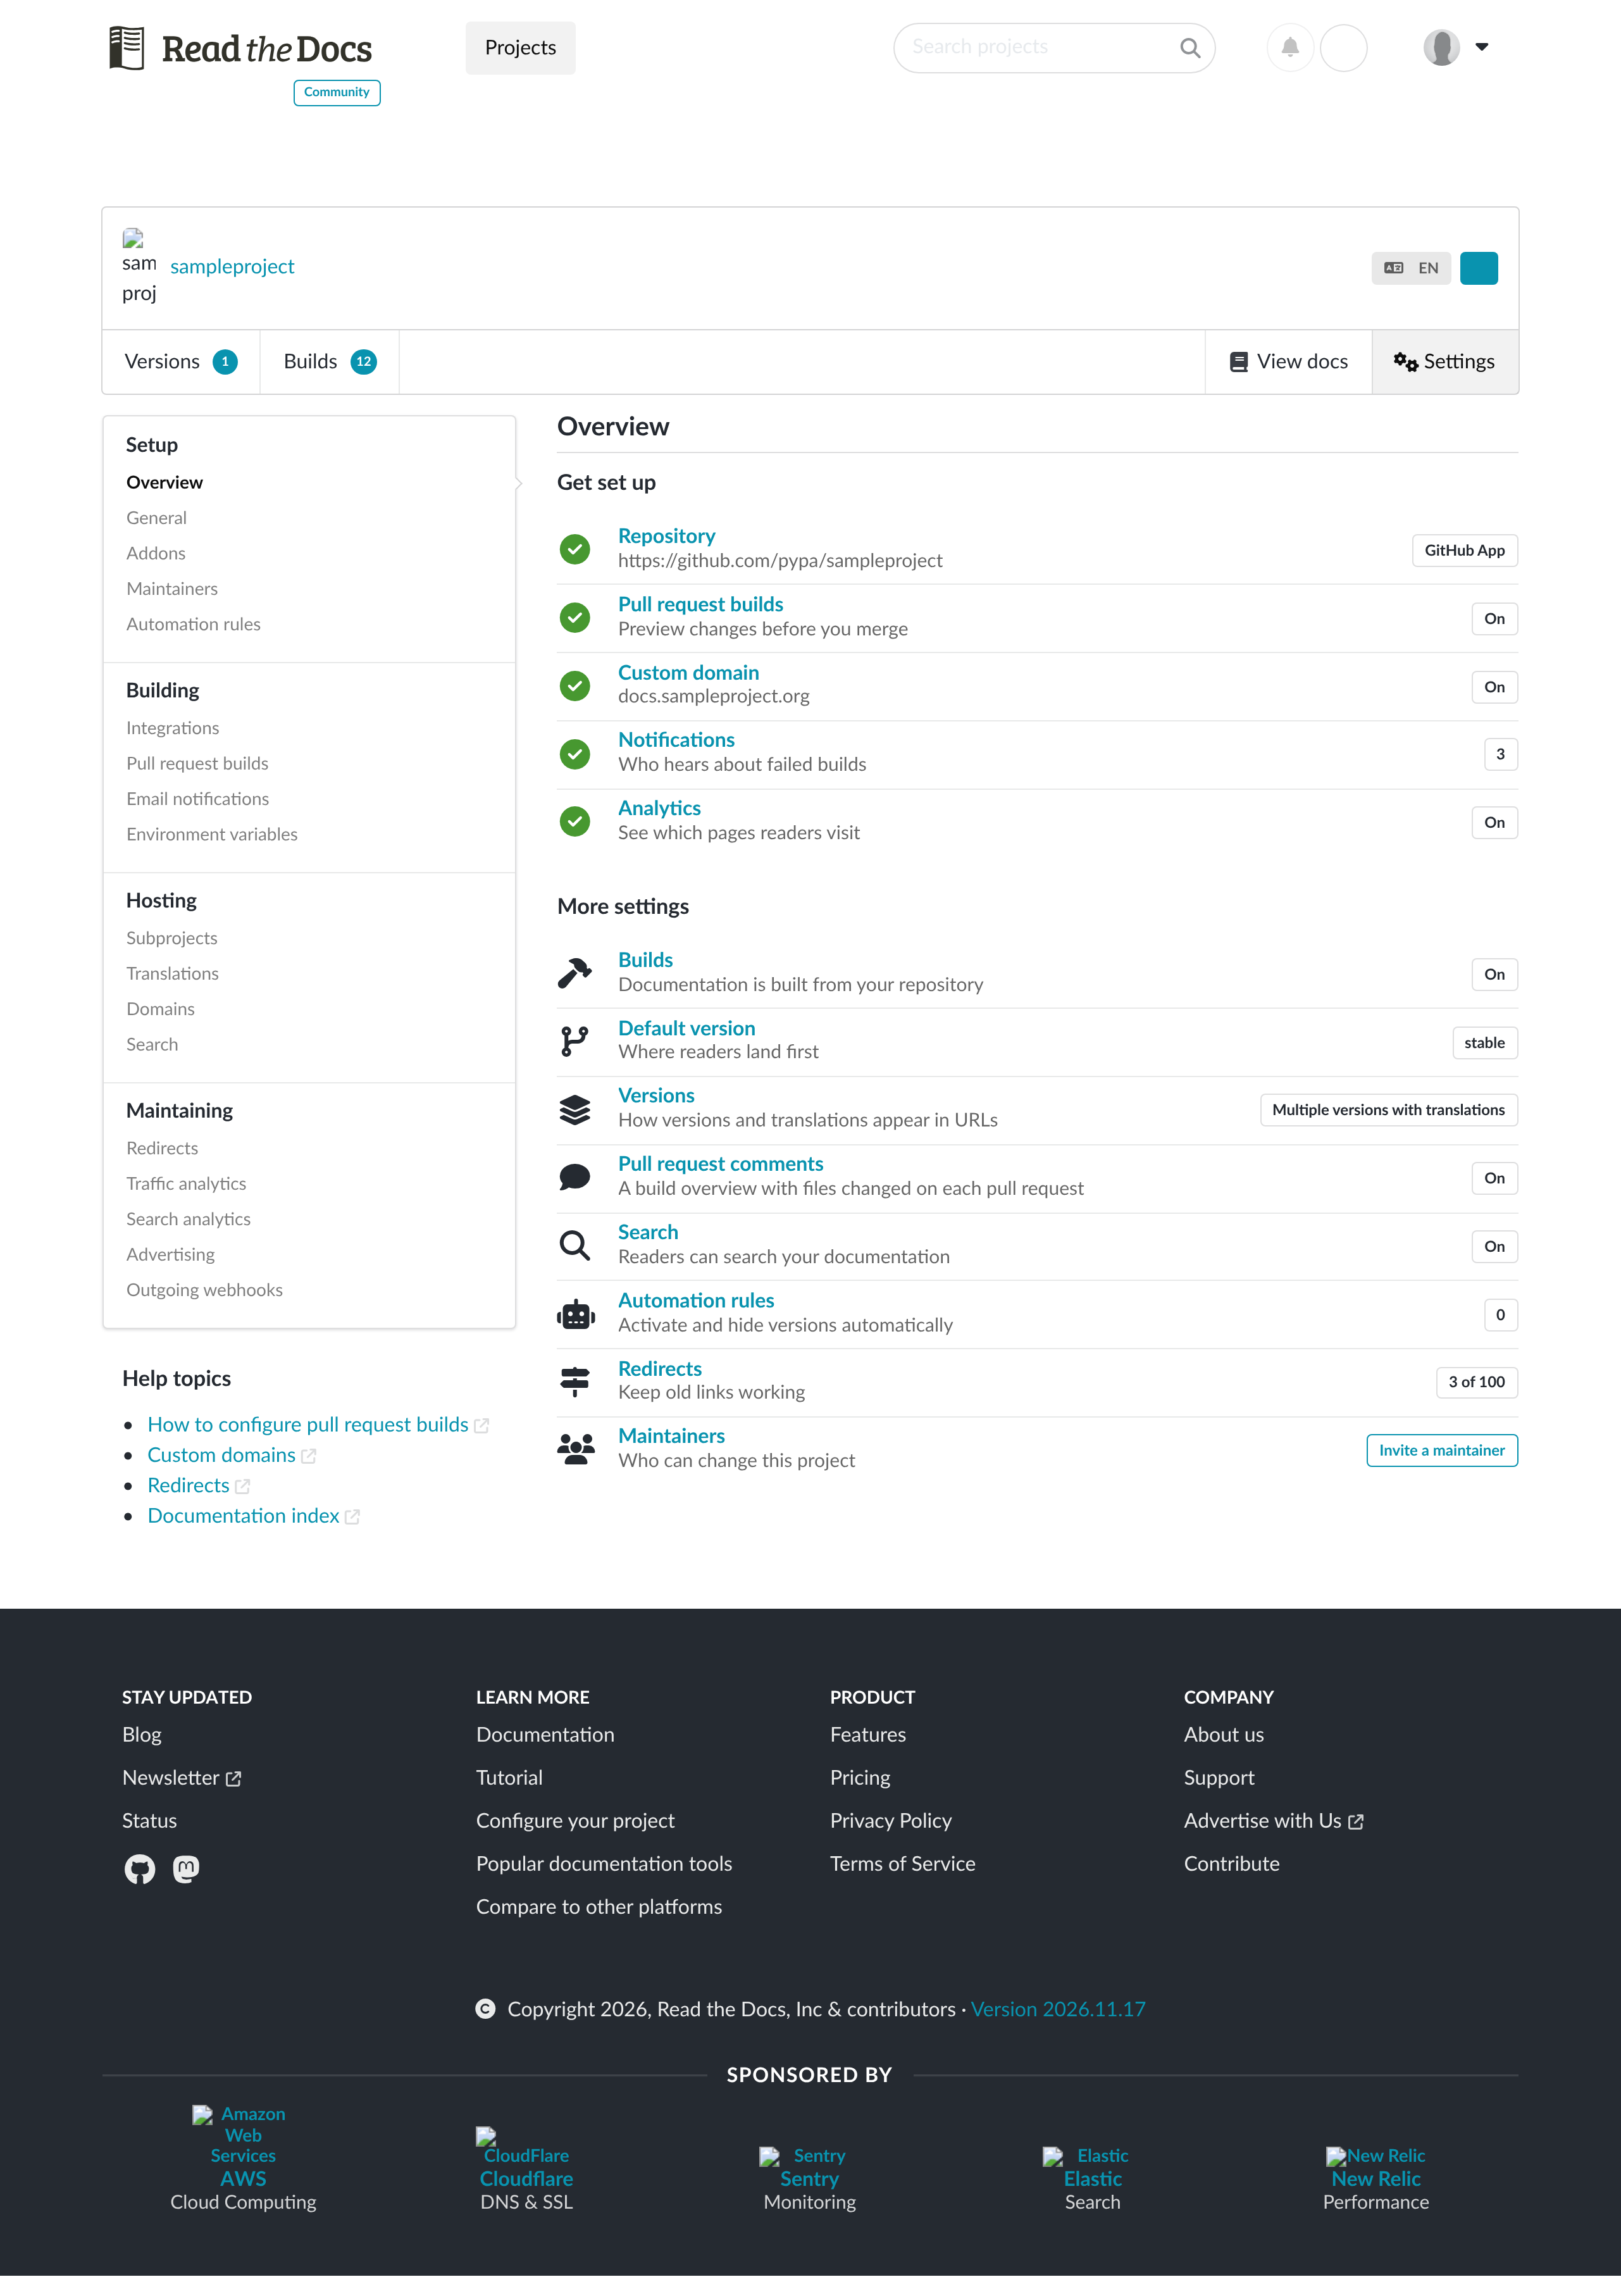 Read the Docs
Community
Projects
Search projects
sam
proj
sampleproject
EN
Versions 1
Builds 12
View docs
Settings
Setup
Overview
General
Addons
Maintainers
Automation rules
Building
Integrations
Pull request builds
Email notifications
Environment variables
Hosting
Subprojects
Translations
Domains
Search
Maintaining
Redirects
Traffic analytics
Search analytics
Advertising
Outgoing webhooks
Help topics
How to configure pull request builds
Custom domains
Redirects
Documentation index
Overview
Get set up
Repository
https://github.com/pypa/sampleproject
GitHub App
Pull request builds
Preview changes before you merge
On
Custom domain
docs.sampleproject.org
On
Notifications
Who hears about failed builds
3
Analytics
See which pages readers visit
On
More settings
Builds
Documentation is built from your repository
On
Default version
Where readers land first
stable
Versions
How versions and translations appear in URLs
Multiple versions with translations
Pull request comments
A build overview with files changed on each pull request
On
Search
Readers can search your documentation
On
Automation rules
Activate and hide versions automatically
0
Redirects
Keep old links working
3 of 100
Maintainers
Who can change this project
Invite a maintainer
STAY UPDATED
Blog
Newsletter
Status
LEARN MORE
Documentation
Tutorial
Configure your project
Popular documentation tools
Compare to other platforms
PRODUCT
Features
Pricing
Privacy Policy
Terms of Service
COMPANY
About us
Support
Advertise with Us
Contribute
Copyright 2026, Read the Docs, Inc & contributors · Version 2026.11.17
SPONSORED BY
Amazon
Web
Services
AWS
Cloud Computing
CloudFlare
Cloudflare
DNS & SSL
Sentry
Sentry
Monitoring
Elastic
Elastic
Search
New Relic
New Relic
Performance